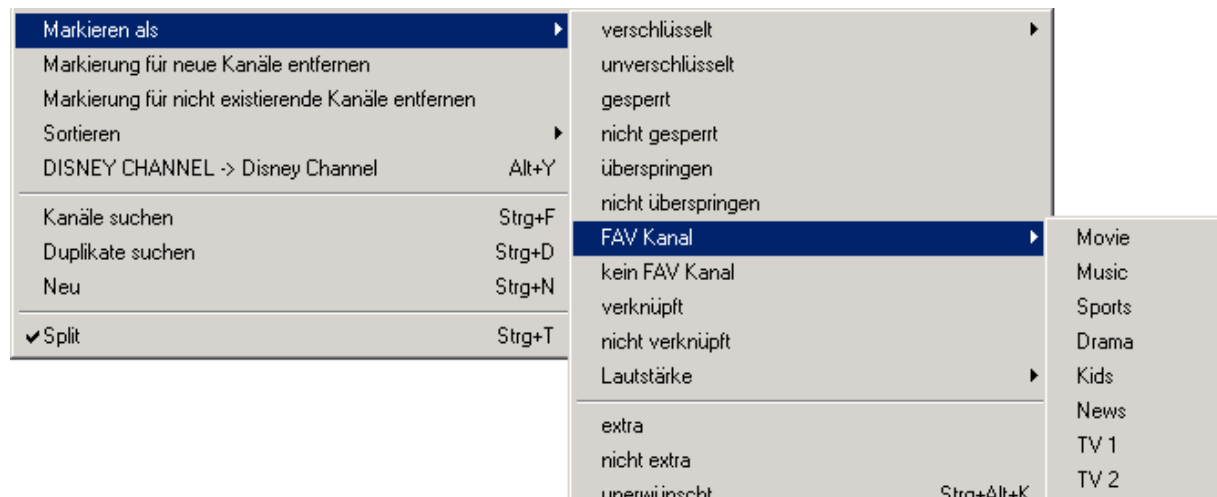 Markieren als
Markierung für neue Kanäle entfernen
Markierung für nicht existierende Kanäle entfernen
Sortieren
DISNEY CHANNEL -> Disney Channel Alt+Y
Kanäle suchen Strg+F
Duplikate suchen Strg+D
Neu Strg+N
Split Strg+T
verschlüsselt
unverschlüsselt
gesperrt
nicht gesperrt
überspringen
nicht überspringen
FAV Kanal
kein FAV Kanal
verknüpft
nicht verknüpft
Lautstärke
extra
nicht extra
unerwünscht Strg+Alt+K
Movie
Music
Sports
Drama
Kids
News
TV 1
TV 2